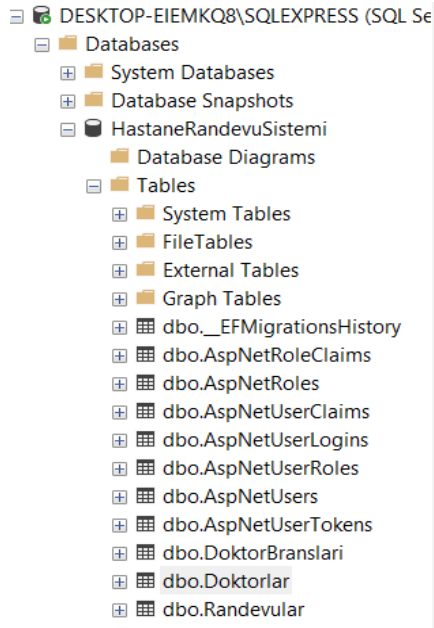 DESKTOP-EIEMKQ8\SQLEXPRESS (SQL Se
Databases
System Databases
Database Snapshots
HastaneRandevuSistemi
Database Diagrams
Tables
System Tables
FileTables
External Tables
Graph Tables
dbo.__EFMigrationsHistory
dbo.AspNetRoleClaims
dbo.AspNetRoles
dbo.AspNetUserClaims
dbo.AspNetUserLogins
dbo.AspNetUserRoles
dbo.AspNetUsers
dbo.AspNetUserTokens
dbo.DoktorBranslari
dbo.Doktorlar
dbo.Randevular